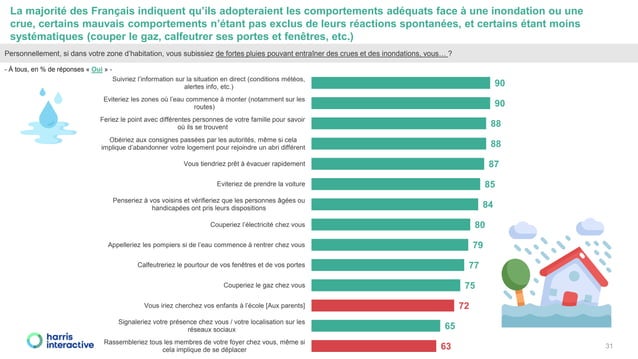 La majorité des Français indiquent qu'ils adopteraient les comportements adéquats face à une inondation ou une
crue, certains mauvais comportements n'étant pas exclus de leurs réactions spontanées, et certains étant moins
systématiques (couper le gaz, calfeutrer ses portes et fenêtres, etc.)
Personnellement, si dans votre zone d'habitation, vous subissiez de fortes pluies pouvant entraîner des crues et des inondations, vous… ?
- À tous, en % de réponses « Oui » -
Suivriez l'information sur la situation en direct (conditions météos,
alertes info, etc.)
90
Eviteriez les zones où l'eau commence à monter (notamment sur les
routes)
90
Feriez le point avec différentes personnes de votre famille pour savoir
où ils se trouvent
88
Obéiriez aux consignes passées par les autorités, même si cela
implique d'abandonner votre logement pour rejoindre un abri différent
88
Vous tiendriez prêt à évacuer rapidement
87
Eviteriez de prendre la voiture
85
Penseriez à vos voisins et vérifieriez que les personnes âgées ou
handicapées ont pris leurs dispositions
84
Couperiez l'électricité chez vous
80
Appelleriez les pompiers si de l'eau commence à rentrer chez vous
79
Calfeutreriez le pourtour de vos fenêtres et de vos portes
77
Couperiez le gaz chez vous
75
Vous iriez cherchez vos enfants à l'école [Aux parents]
72
Signaleriez votre présence chez vous / votre localisation sur les
réseaux sociaux
65
Rassembleriez tous les membres de votre foyer chez vous, même si
cela implique de se déplacer
63
harris
interactive
31